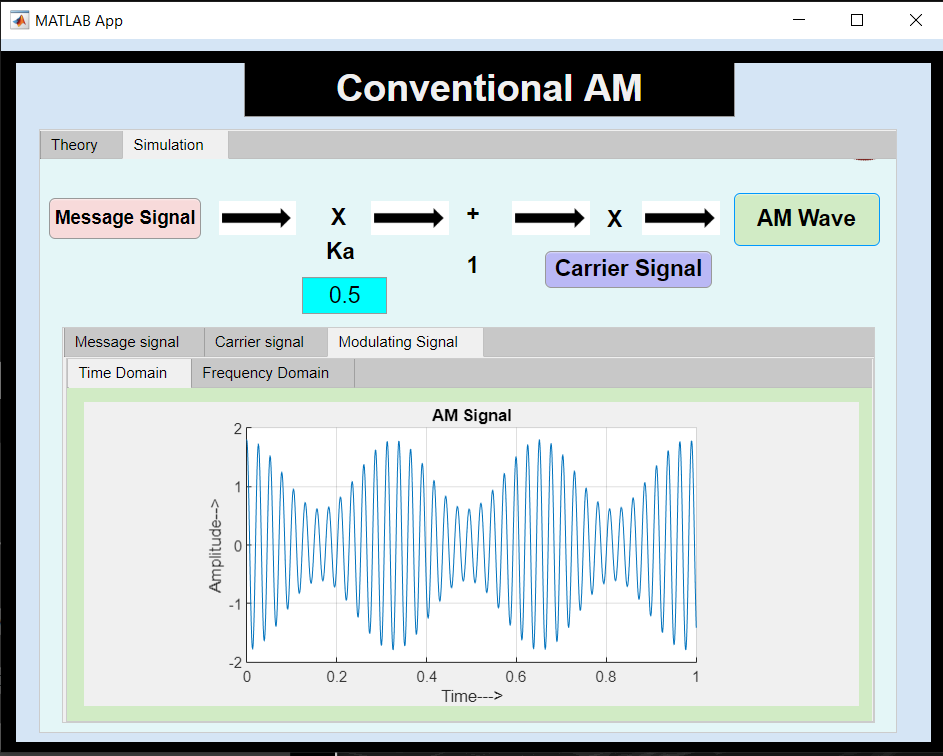 MATLAB App
Conventional AM
Theory Simulation
Message Signal X + X AM Wave
Ka 1 Carrier Signal
0.5
Message signal Carrier signal Modulating Signal
Time Domain Frequency Domain
AM Signal
Amplitude-->
2
1
0
-1
-2
0 0.2 0.4 0.6 0.8 1
Time--->